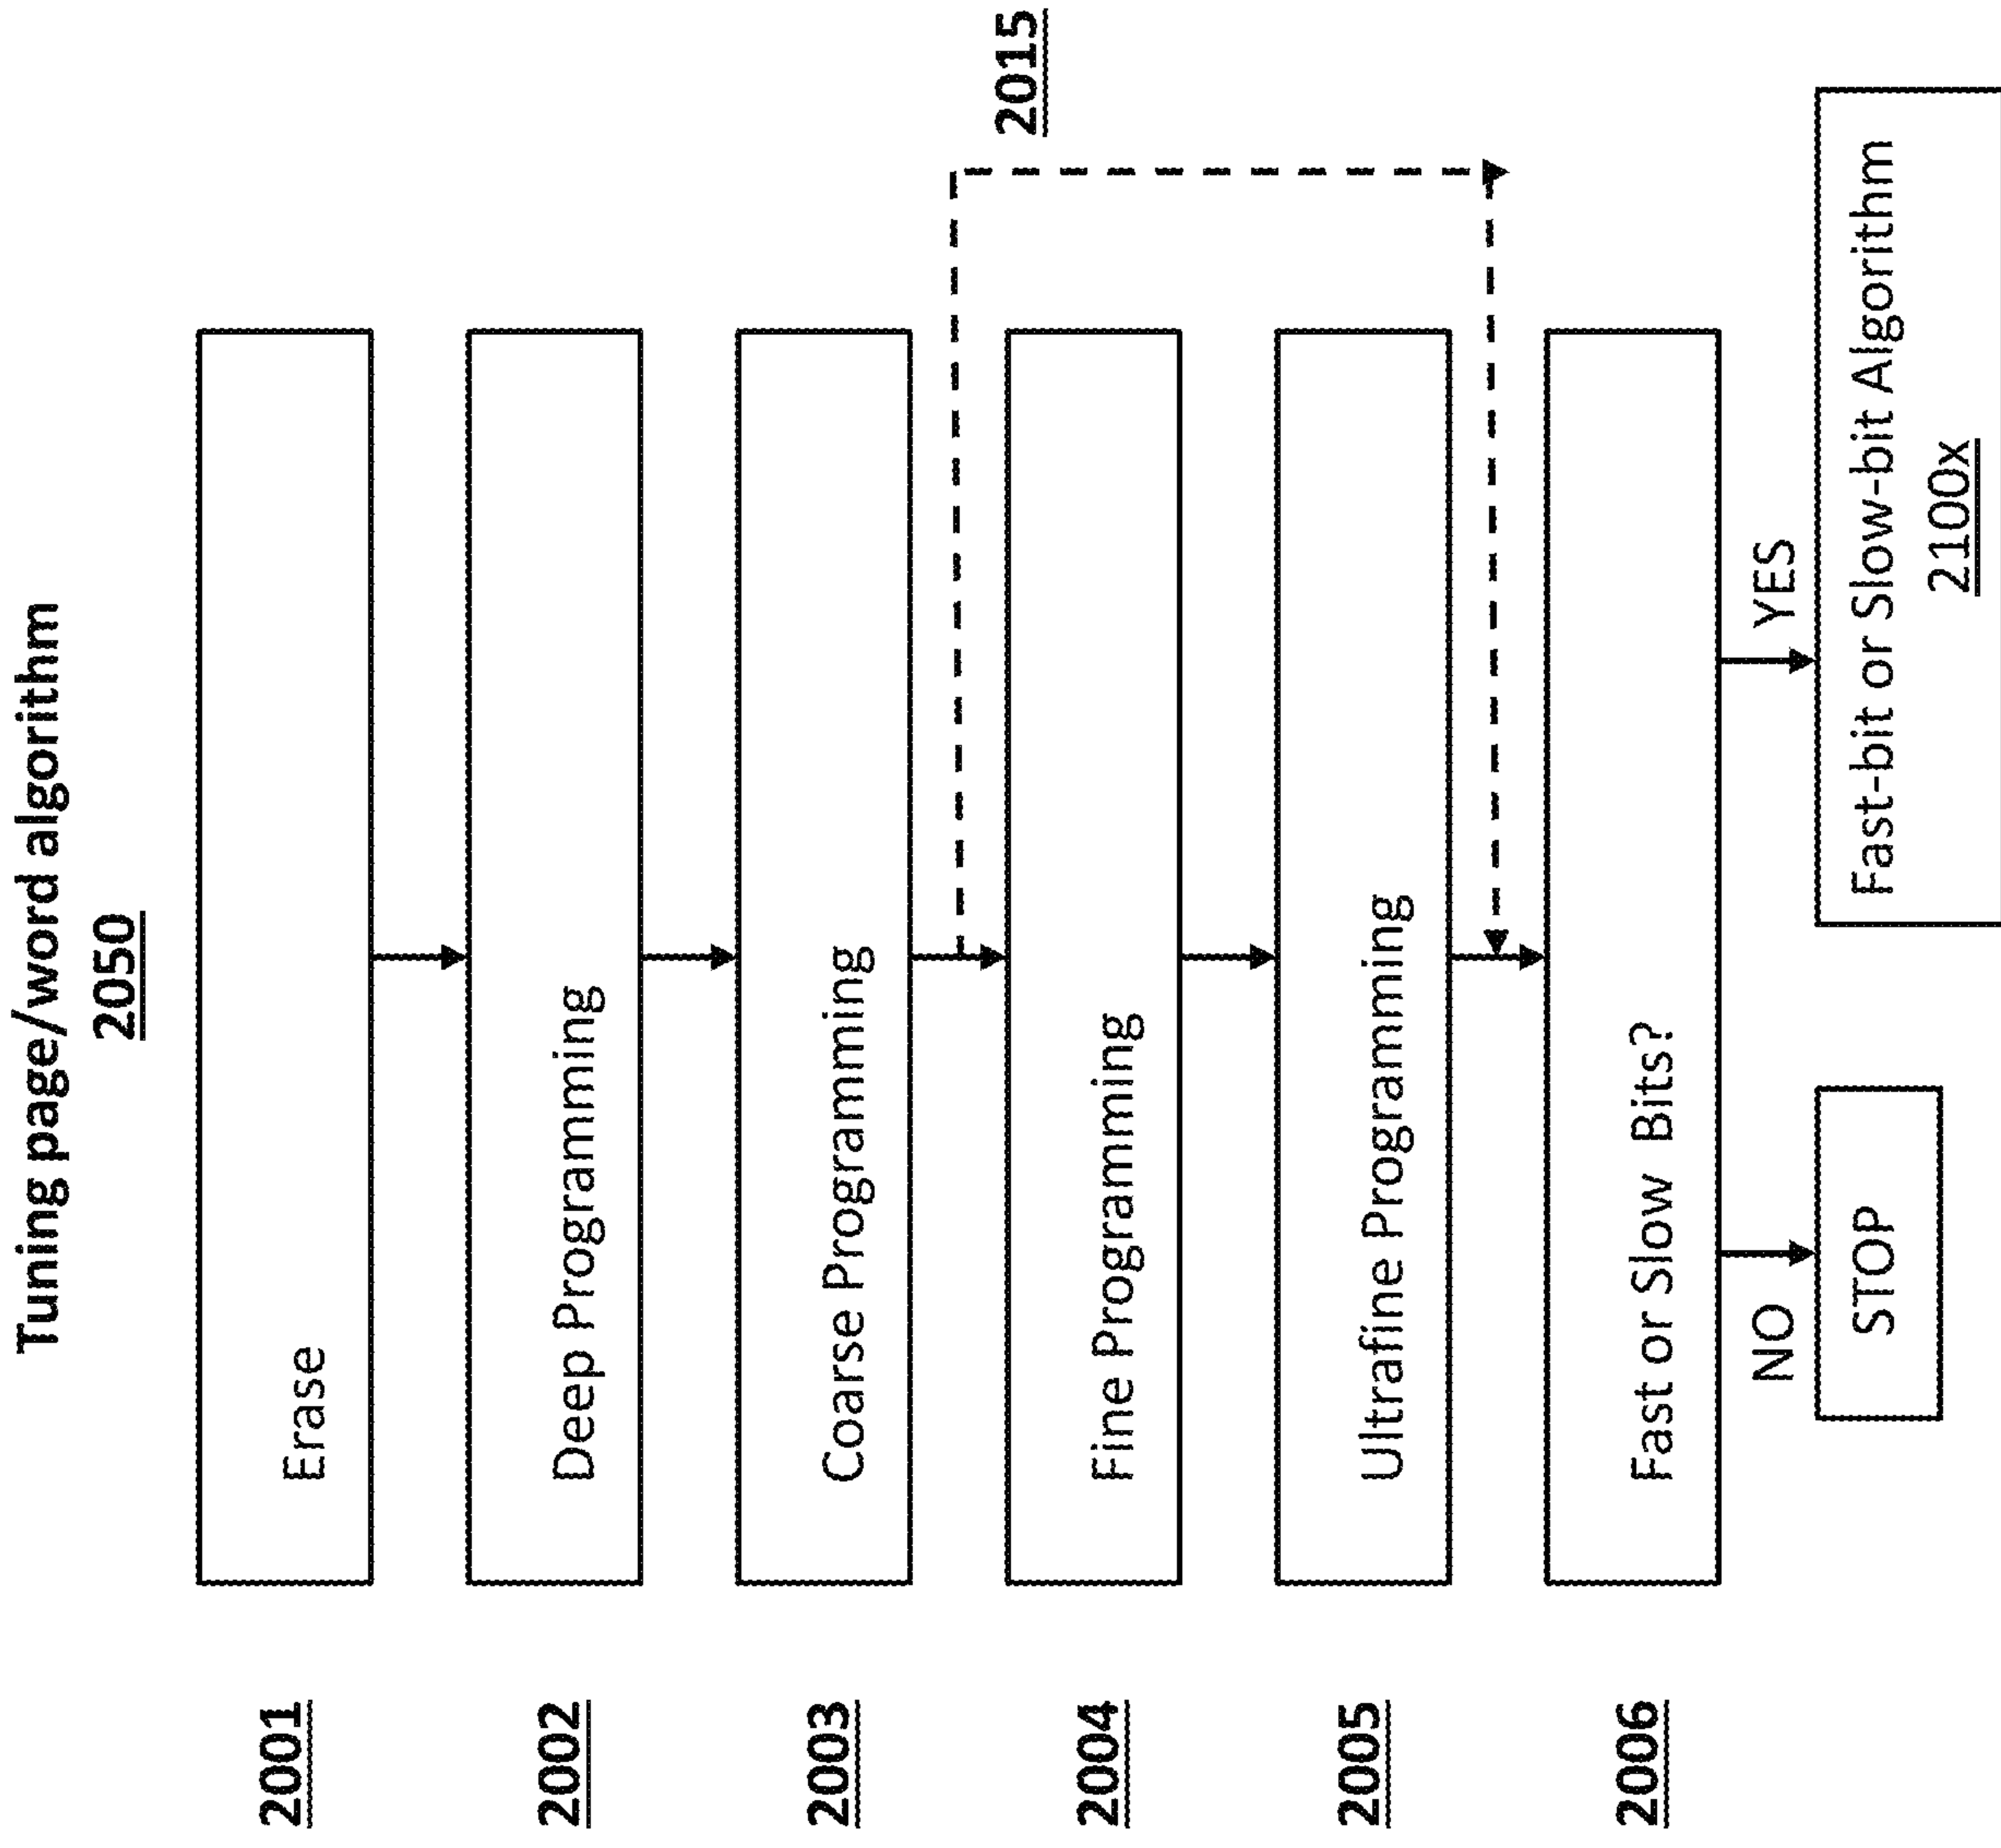 Tuning page/word algorithm
2050
2001
Erase
2002
Deep Programming
2003
Coarse Programming
2015
2004
Fine Programming
2005
Ultrafine Programming
2006
Fast or Slow Bits?
NO
YES
STOP
Fast-bit or Slow-bit Algorithm
2100x